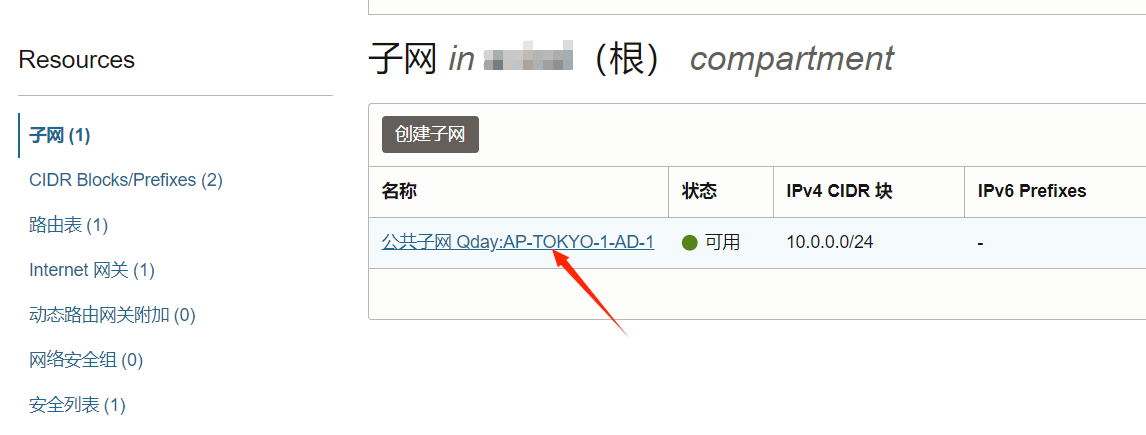 Resources
子网 (1)
CIDR Blocks/Prefixes (2)
路由表 (1)
Internet 网关 (1)
动态路由网关附加 (0)
网络安全组 (0)
安全列表 (1)
子网 in （根） compartment
创建子网
名称 状态 IPv4 CIDR 块 IPv6 Prefixes
公共子网 Qday:AP-TOKYO-1-AD-1 可用 10.0.0.0/24 -